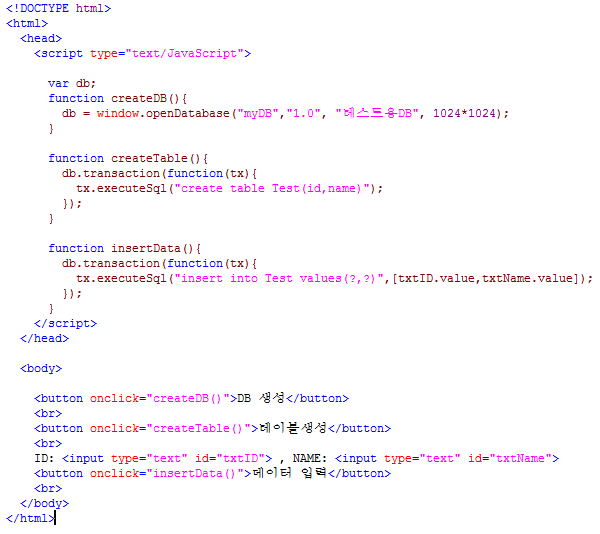 <!DOCTYPE html>
<html>
<head>
<script type="text/JavaScript">
var db;
function createDB(){
db = window.openDatabase("myDB","1.0", "테스트용DB", 1024*1024);
}
function createTable(){
db.transaction(function(tx){
tx.executeSql("create table Test(id,name)");
});
}
function insertData(){
db.transaction(function(tx){
tx.executeSql("insert into Test values(?,?)",[txtID.value,txtName.value]);
});
}
</script>
</head>
<body>
<button onclick="createDB()">DB 생성</button>
<br>
<button onclick="createTable()">테이블생성</button>
<br>
ID: <input type="text" id="txtID"> , NAME: <input type="text" id="txtName">
<button onclick="insertData()">데이터 입력</button>
<br>
</body>
</html>